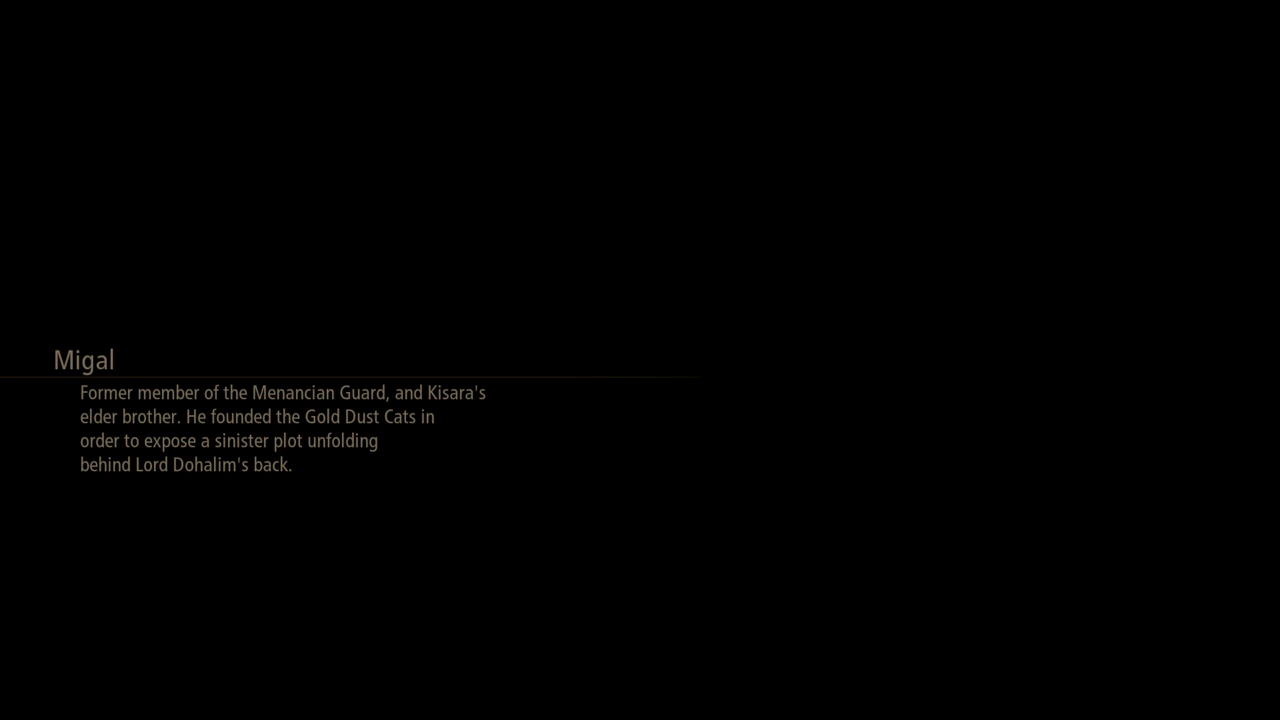 Migal
Former member of the Menancian Guard, and Kisara's
elder brother. He founded the Gold Dust Cats in
order to expose a sinister plot unfolding
behind Lord Dohalim's back.